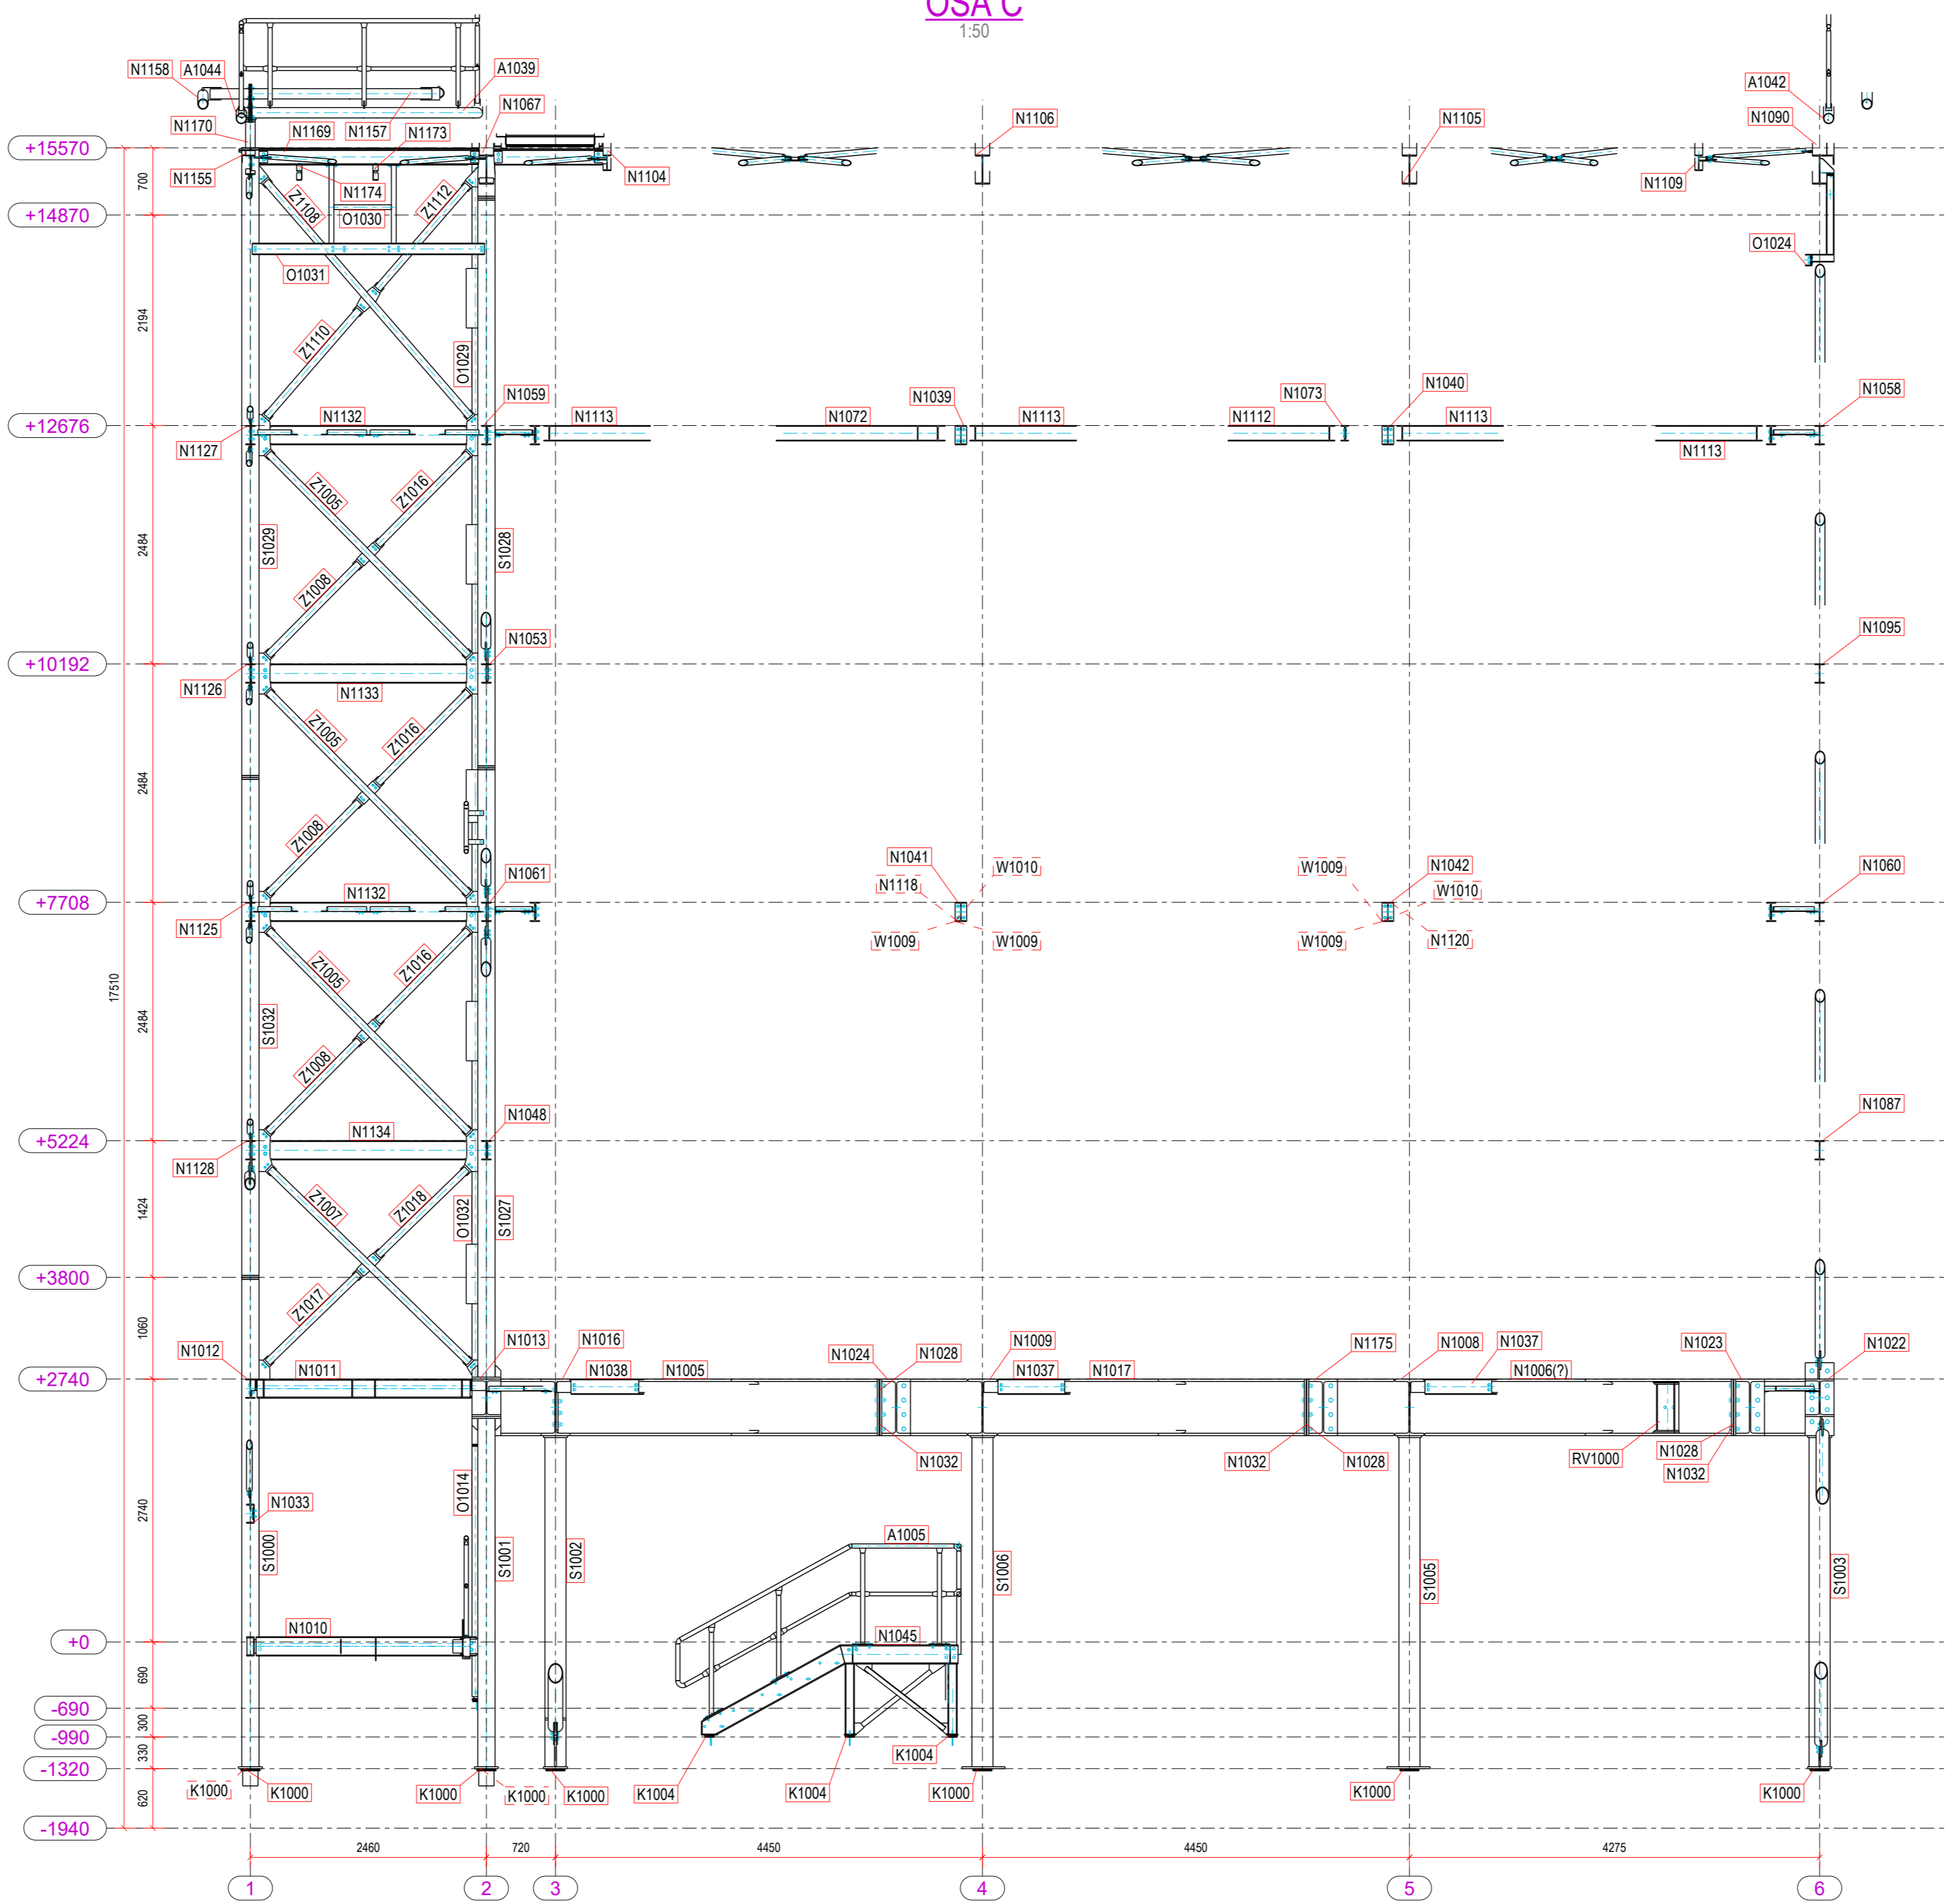 OSA C
1:50
N1158
A1044
A1039
A1042
N1067
N1170
N1169
N1157
N1173
N1106
N1105
N1090
+15570
N1155
N1174
N1104
N1109
700
Z1108
Z1112
O1030
+14870
O1031
O1024
2194
Z1110
O1029
N1132
N1059
N1113
N1072
N1039
N1113
N1112
N1073
N1040
N1113
N1058
+12676
N1127
N1113
Z1005
Z1016
2484
S1029
S1028
Z1008
N1053
N1095
+10192
N1126
N1133
Z1005
Z1016
2484
Z1008
N1132
N1061
N1041
N1118
W1010
W1009
N1042
W1010
N1060
+7708
N1125
W1009
W1009
W1009
N1120
Z1005
Z1016
17510
2484
S1032
Z1008
N1134
N1048
N1087
+5224
N1128
1424
Z1007
Z1018
O1032
S1027
+3800
Z1017
1060
N1012
N1011
N1013
N1016
N1038
N1005
N1024
N1028
N1009
N1037
N1017
N1175
N1008
N1037
N1006(?)
N1023
N1022
+2740
N1032
N1032
N1028
RV1000
N1028
N1032
2740
N1033
O1014
S1000
S1001
S1002
A1005
S1006
S1005
S1003
N1010
N1045
+0
690
-690
300
-990
330
K1004
-1320
K1000
K1000
K1000
K1000
K1000
K1004
K1004
K1000
K1000
K1000
620
-1940
2460
720
4450
4450
4275
1
2
3
4
5
6